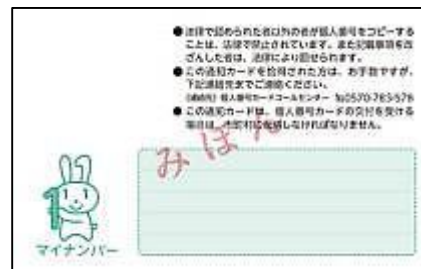 ●法律で認められた者以外の者が個人番号をコピーする
ことは、法律で禁止されています。また記載事項を改
ざんした者は、法律により罰せられます。
●この通知カードを拾得された方は、お手数ですが、
下記連絡先までご連絡ください。
(連絡先) 個人番号カードコールセンター ℡0570-783-578
●この通知カードは、個人番号カードの交付を受ける
場合は、市町村に返納しなければなりません。
みほん
マイナンバー